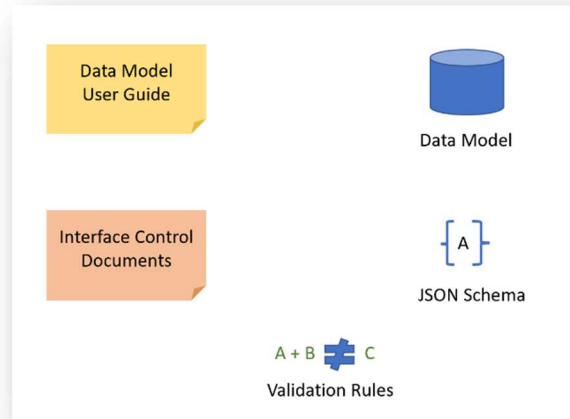 Data Model
User Guide
Data Model
Interface Control
Documents
{A}
JSON Schema
A + B ≠ C
Validation Rules